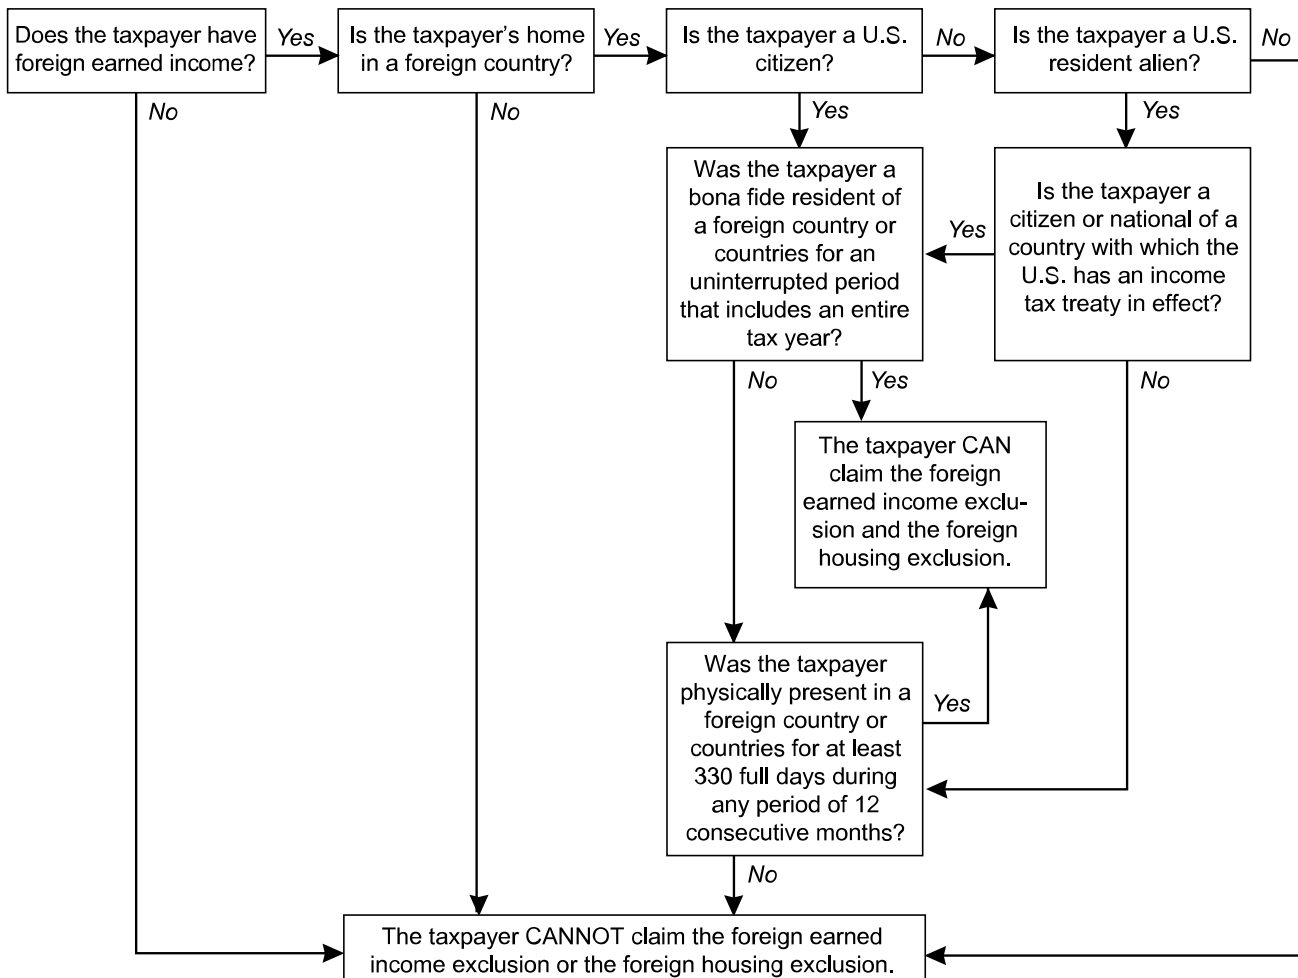 Does the taxpayer have
foreign earned income?
Yes
No
Is the taxpayer's home
in a foreign country?
Yes
No
Is the taxpayer a U.S.
citizen?
No
Yes
Is the taxpayer a U.S.
resident alien?
No
Yes
Was the taxpayer a
bona fide resident of
a foreign country or
countries for an
uninterrupted period
that includes an entire
tax year?
Yes
Is the taxpayer a
citizen or national of a
country with which the
U.S. has an income
tax treaty in effect?
No
Yes
No
The taxpayer CAN
claim the foreign
earned income exclu-
sion and the foreign
housing exclusion.
Was the taxpayer
physically present in a
foreign country or
countries for at least
330 full days during
any period of 12
consecutive months?
Yes
No
The taxpayer CANNOT claim the foreign earned
income exclusion or the foreign housing exclusion.